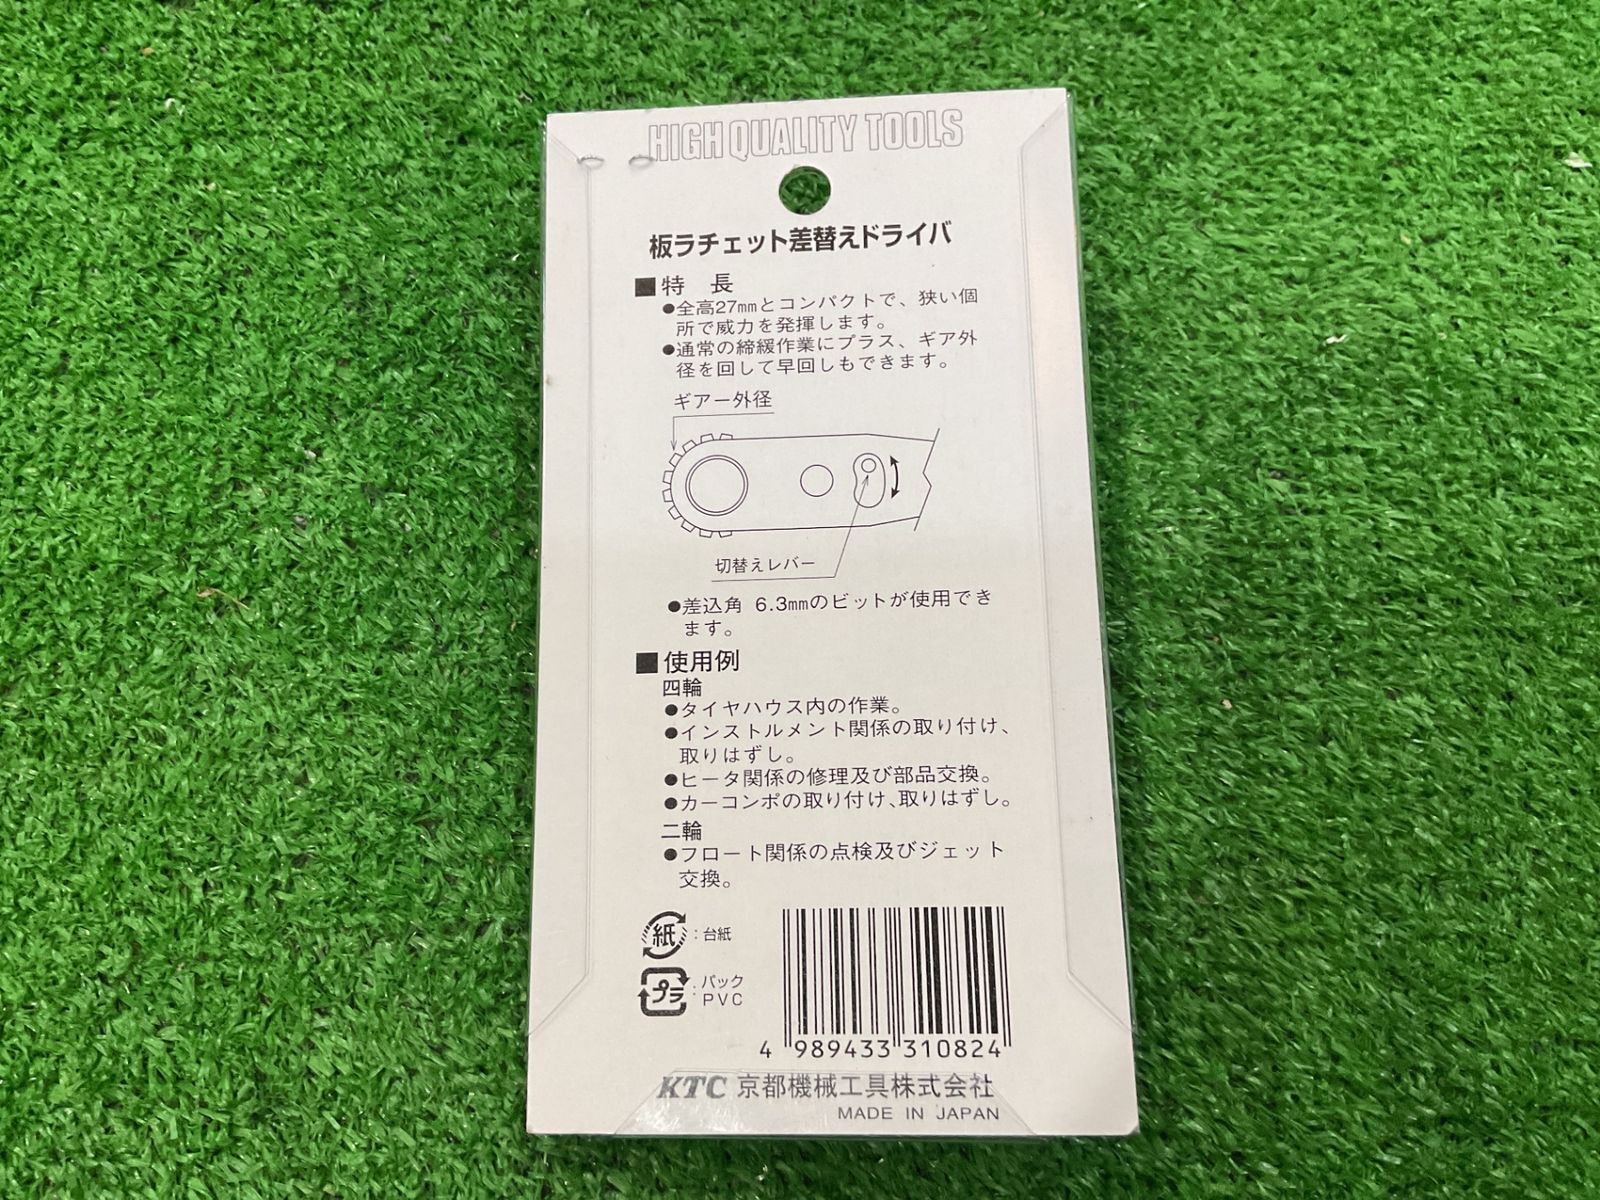 HIGH QUALITY TOOLS
板ラチェット差替えドライバ
■特　長
●全高27㎜とコンパクトで、狭い個
所で威力を発揮します。
●通常の締緩作業にプラス、ギア外
径を回して早回しもできます。
ギアー外径
切替えレバー
●差込角 6.3㎜のビットが使用でき
ます。
■使用例
四輪
●タイヤハウス内の作業。
●インストルメント関係の取り付け、
取りはずし。
●ヒータ関係の修理及び部品交換。
●カーコンポの取り付け、取りはずし。
二輪
●フロート関係の点検及びジェット
交換。
紙：台紙
プラ：パック
PVC
4 989433 310824
KTC 京都機械工具株式会社
MADE IN JAPAN